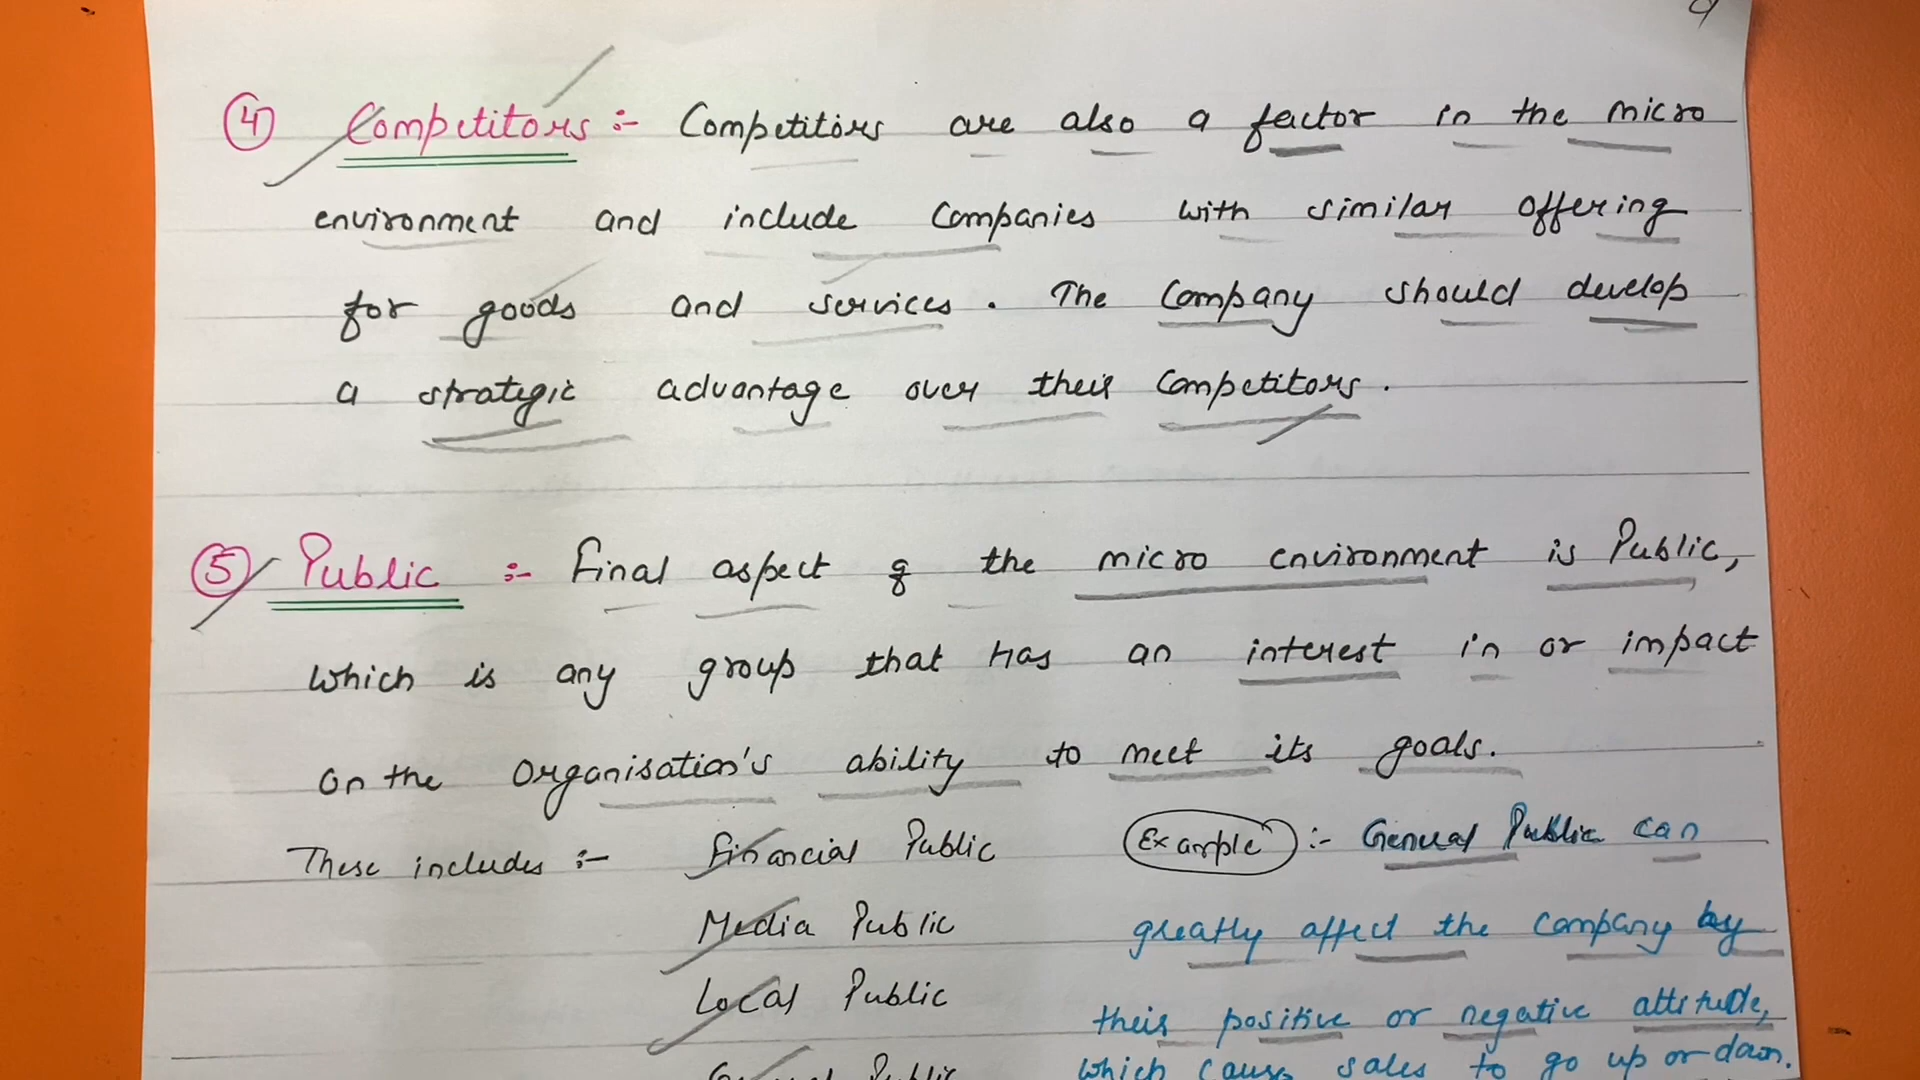 9
④ Competitors :- Competitors are also a factor in the micro
environment and include Companies with similar offering
for goods and services. The Company should develop
a strategic advantage over their Competitors.
⑤ Public :- Final aspect of the micro environment is Public,
which is any group that has an interest in or impact
on the Organisation's ability to meet its goals.
These includes :- Financial Public
Media Public
Local Public
General Public
Example :- General Public can
greatly affect the company by
their positive or negative attitude,
which cause sales to go up or down.